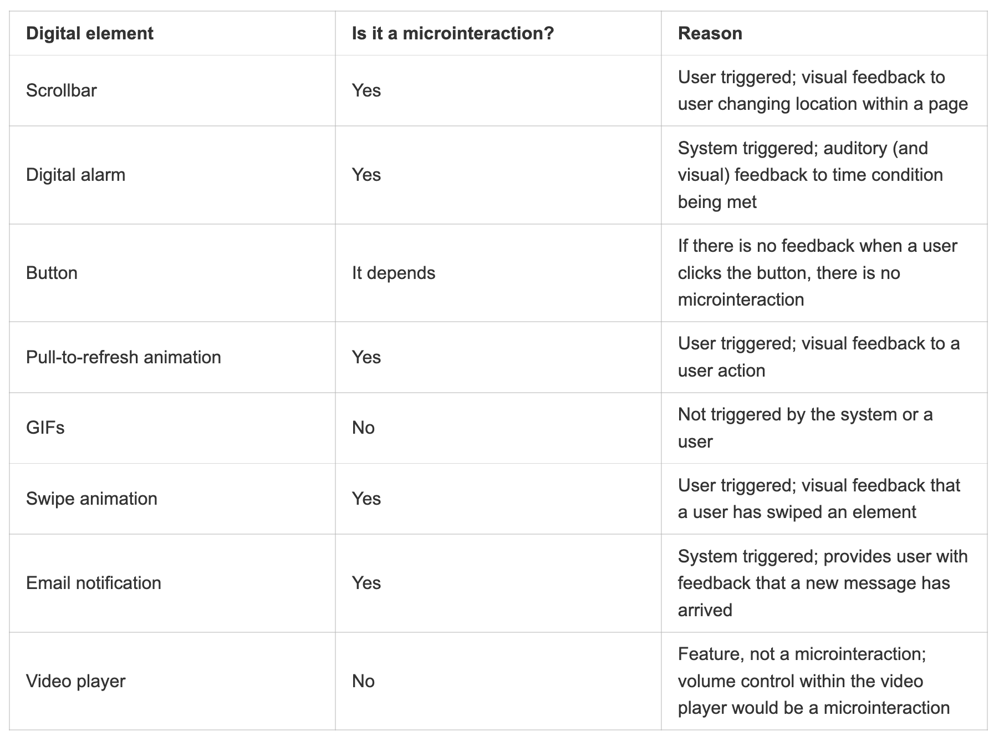 Digital element
Is it a microinteraction?
Reason
Scrollbar
Yes
User triggered; visual feedback to
user changing location within a page
Digital alarm
Yes
System triggered; auditory (and
visual) feedback to time condition
being met
Button
It depends
If there is no feedback when a user
clicks the button, there is no
microinteraction
Pull-to-refresh animation
Yes
User triggered; visual feedback to a
user action
GIFs
No
Not triggered by the system or a
user
Swipe animation
Yes
User triggered; visual feedback that
a user has swiped an element
Email notification
Yes
System triggered; provides user with
feedback that a new message has
arrived
Video player
No
Feature, not a microinteraction;
volume control within the video
player would be a microinteraction